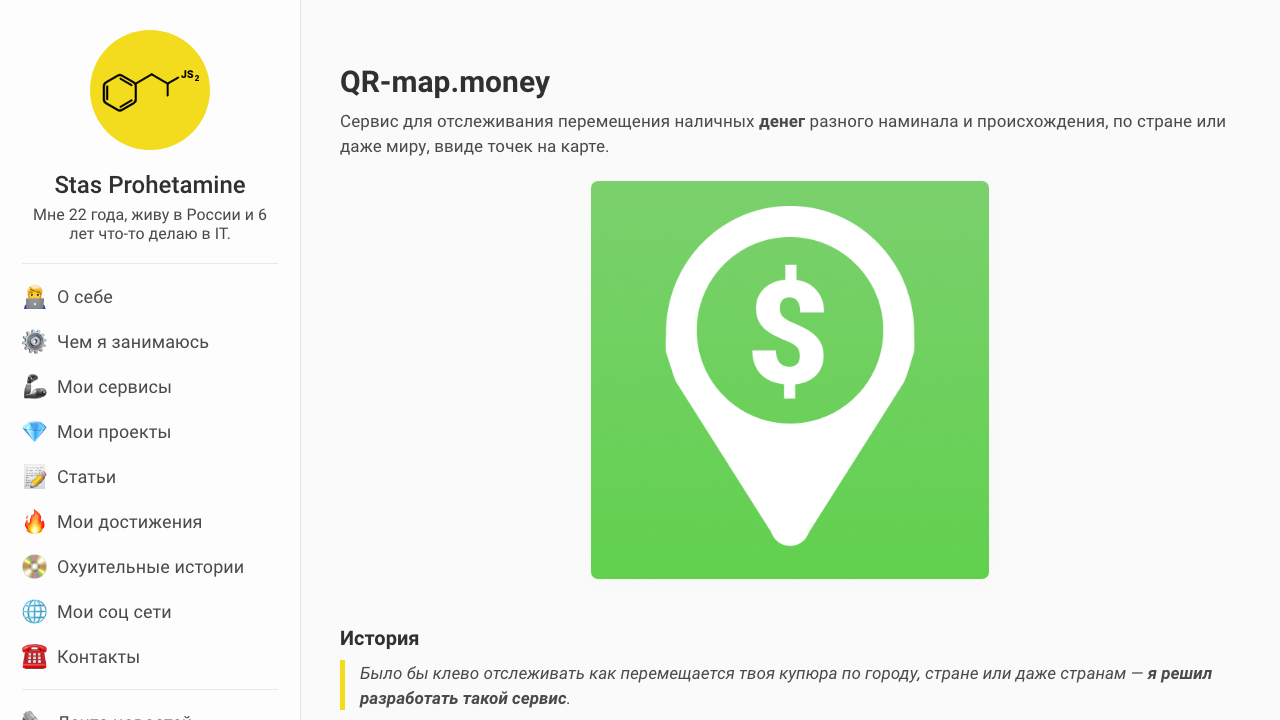 JS2
Stas Prohetamine
Мне 22 года, живу в России и 6
лет что-то делаю в IT.
О себе
Чем я занимаюсь
Мои сервисы
Мои проекты
Статьи
Мои достижения
Охуительные истории
Мои соц сети
Контакты
Лента новостей
QR-map.money
Сервис для отслеживания перемещения наличных денег разного наминала и происхождения, по стране или
даже миру, ввиде точек на карте.
$
История
Было бы клево отслеживать как перемещается твоя купюра по городу, стране или даже странам — я решил
разработать такой сервис.